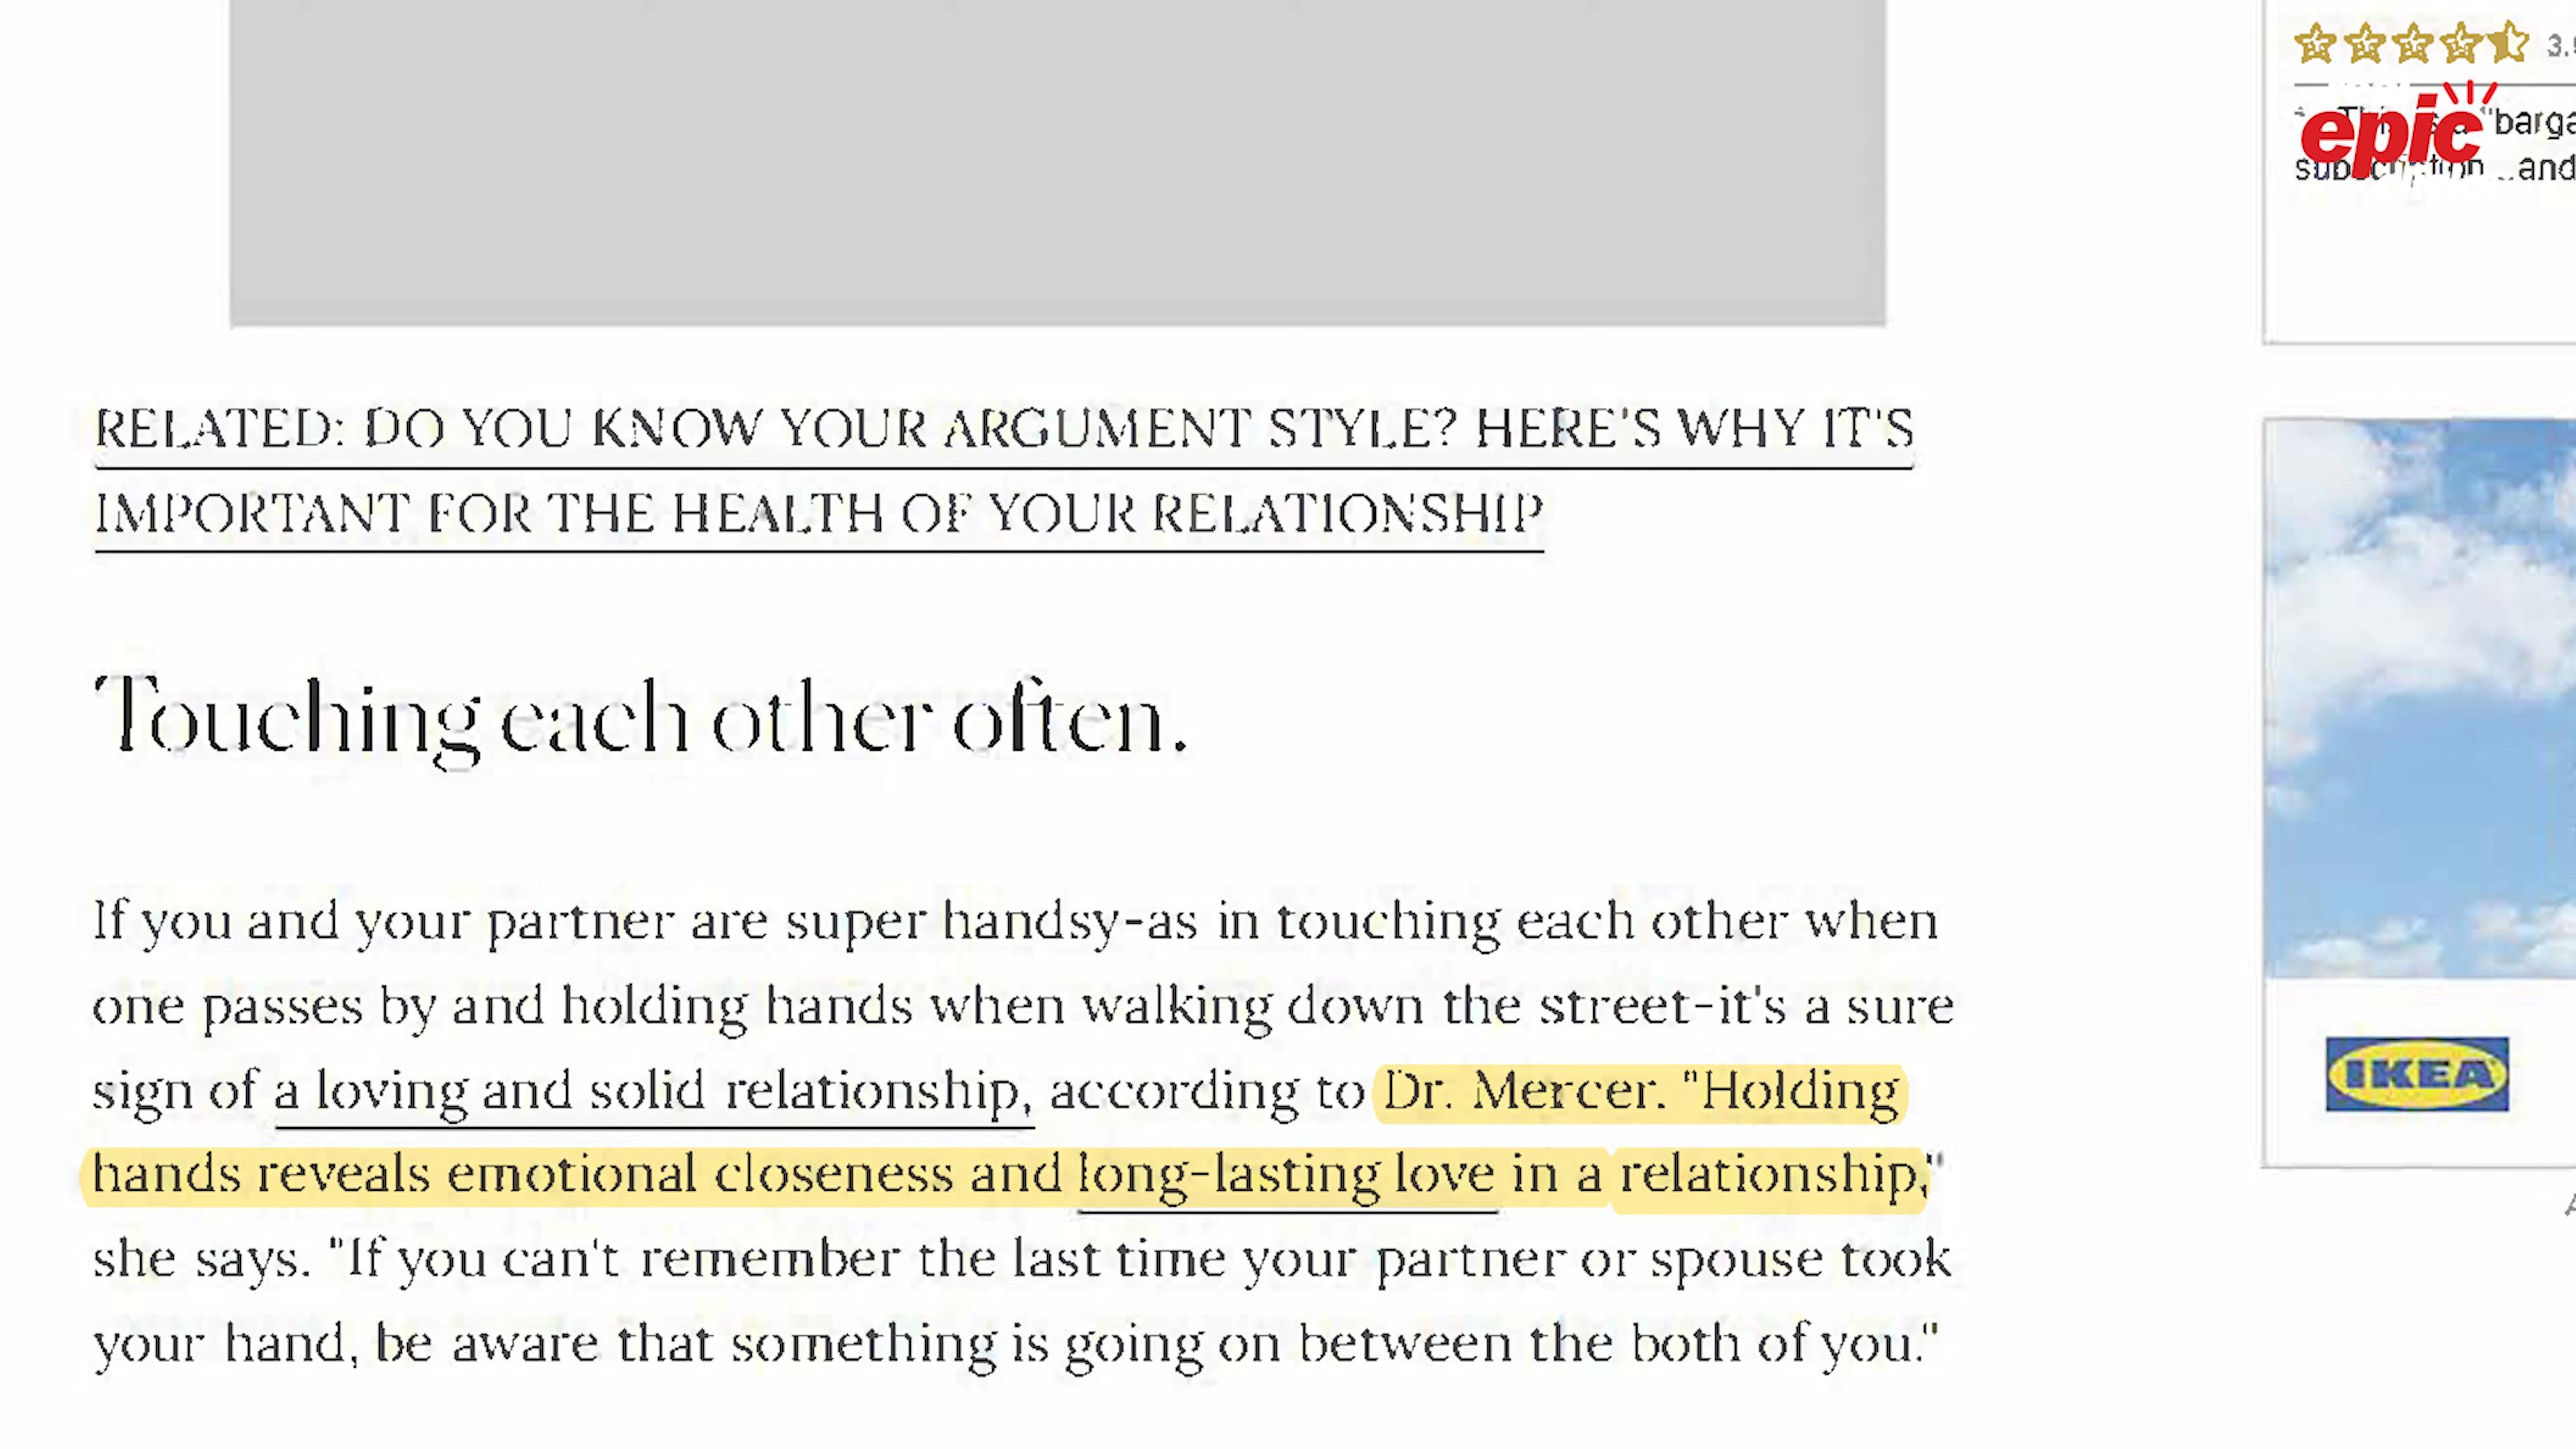 RELATED: DO YOU KNOW YOUR ARGUMENT STYLE? HERE'S WHY IT'S
IMPORTANT FOR THE HEALTH OF YOUR RELATIONSHIP
Touching each other often.
If you and your partner are super handsy-as in touching each other when
one passes by and holding hands when walking down the street-it's a sure
sign of a loving and solid relationship, according to Dr. Mercer. "Holding
hands reveals emotional closeness and long-lasting love in a relationship,"
she says. "If you can't remember the last time your partner or spouse took
your hand, be aware that something is going on between the both of you."
epic
and
IKEA